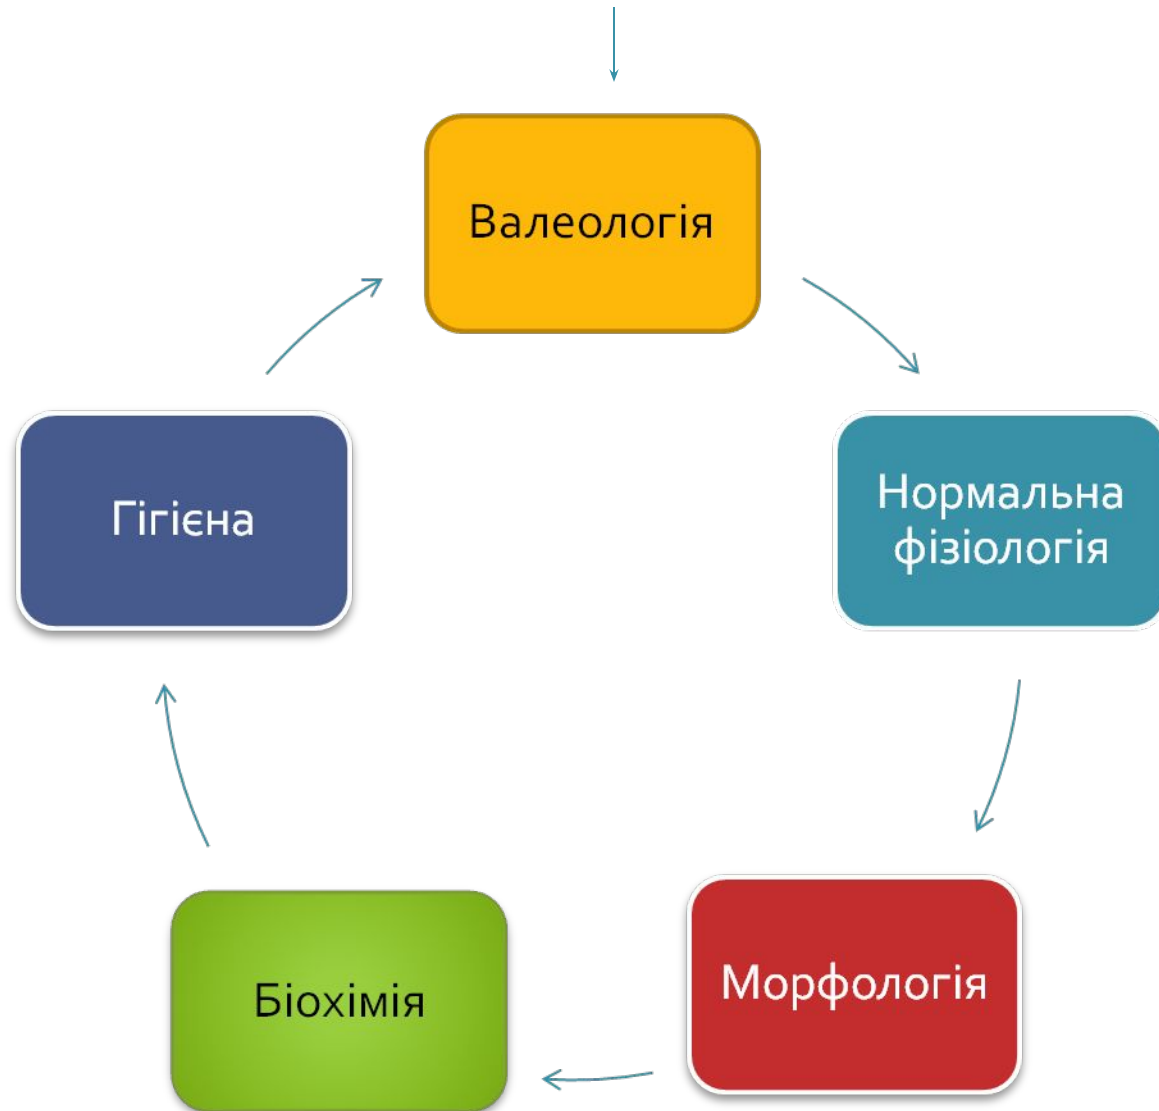 Валеологія
Нормальна
фізіологія
Морфологія
Біохімія
Гігієна